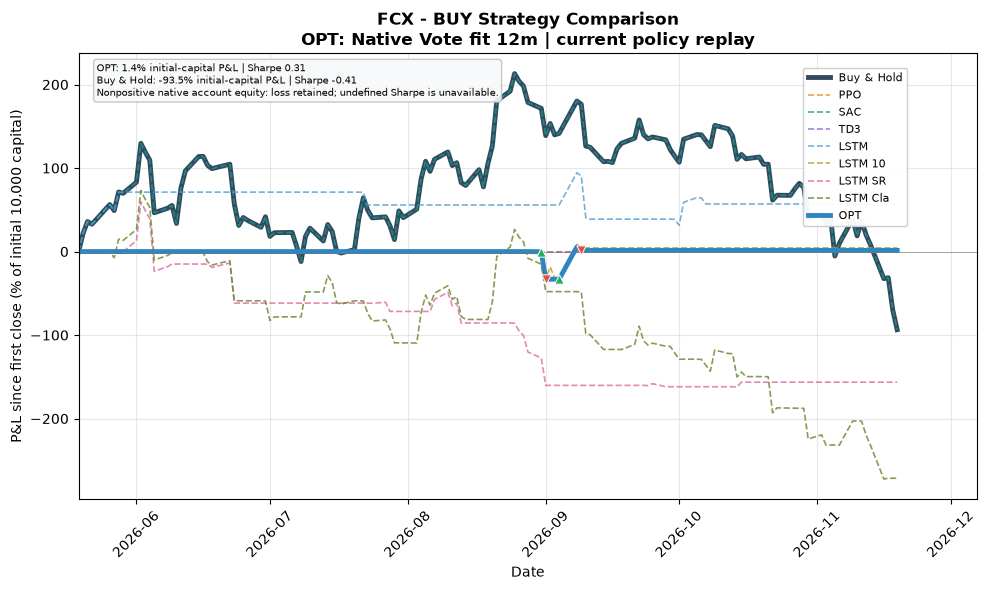 FCX - BUY Strategy Comparison
OPT: Native Vote fit 12m | current policy replay
OPT: 1.4% initial-capital P&L | Sharpe 0.31
Buy & Hold: -93.5% initial-capital P&L | Sharpe -0.41
Nonpositive native account equity: loss retained; undefined Sharpe is unavailable.
Buy & Hold
PPO
SAC
TD3
LSTM
LSTM 10
LSTM SR
LSTM Cla
OPT
P&L since first close (% of initial 10,000 capital)
200
100
0
−100
−200
2026-06
2026-07
2026-08
2026-09
2026-10
2026-11
2026-12
Date